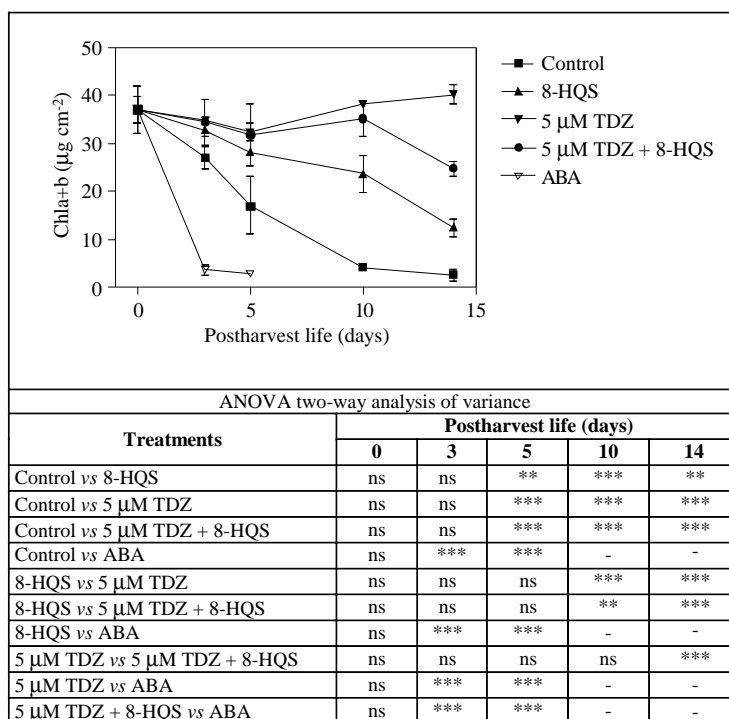 50
40
30
20
10
0
Chla+b (µg cm-2)
0 5 10 15
Postharvest life (days)
Control
8-HQS
5 µM TDZ
5 µM TDZ + 8-HQS
ABA
ANOVA two-way analysis of variance
Treatments Postharvest life (days)
0 3 5 10 14
Control vs 8-HQS ns ns ** *** **
Control vs 5 µM TDZ ns ns *** *** ***
Control vs 5 µM TDZ + 8-HQS ns ns *** *** ***
Control vs ABA ns *** *** - -
8-HQS vs 5 µM TDZ ns ns ns *** ***
8-HQS vs 5 µM TDZ + 8-HQS ns ns ns ** ***
8-HQS vs ABA ns *** *** - -
5 µM TDZ vs 5 µM TDZ + 8-HQS ns ns ns ns ***
5 µM TDZ vs ABA ns *** *** - -
5 µM TDZ + 8-HQS vs ABA ns *** *** - -